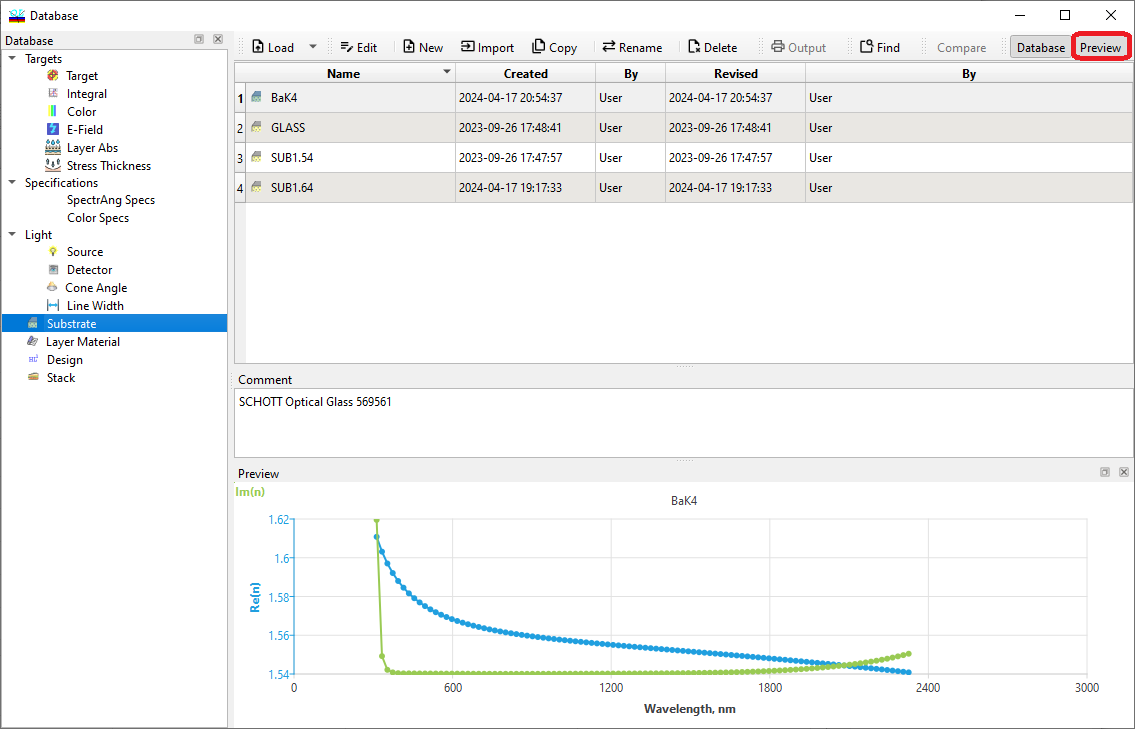 Database
Database
Targets
Target
Integral
Color
E-Field
Layer Abs
Stress Thickness
Specifications
SpectrAng Specs
Color Specs
Light
Source
Detector
Cone Angle
Line Width
Substrate
Layer Material
Design
Stack
Load Edit New Import Copy Rename Delete Output Find Compare Database Preview
Name Created By Revised By
1 BaK4 2024-04-17 20:54:37 User 2024-04-17 20:54:37 User
2 GLASS 2023-09-26 17:48:41 User 2023-09-26 17:48:41 User
3 SUB1.54 2023-09-26 17:47:57 User 2023-09-26 17:47:57 User
4 SUB1.64 2024-04-17 19:17:33 User 2024-04-17 19:17:33 User
Comment
SCHOTT Optical Glass 569561
Preview
Im(n)
BaK4
1.62
1.6
1.58
1.56
1.54
Re(n)
0 600 1200 1800 2400 3000
Wavelength, nm